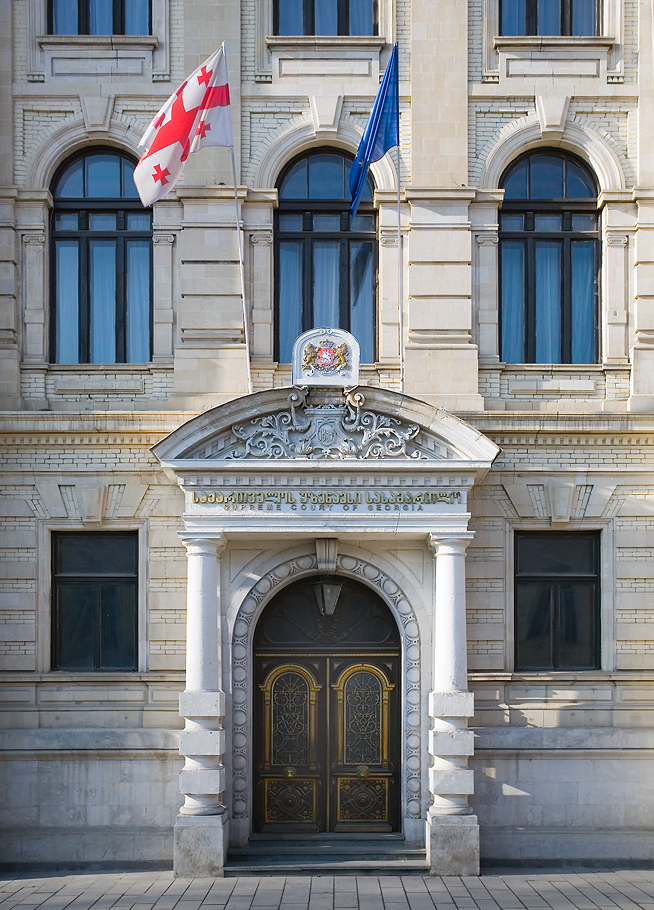 ᲡᲐᲥᲐᲠᲗᲕᲔᲚᲝᲡ ᲣᲖᲔᲜᲐᲔᲡᲘ ᲡᲐᲡᲐᲛᲐᲠᲗᲚᲝ
SUPREME COURT OF GEORGIA